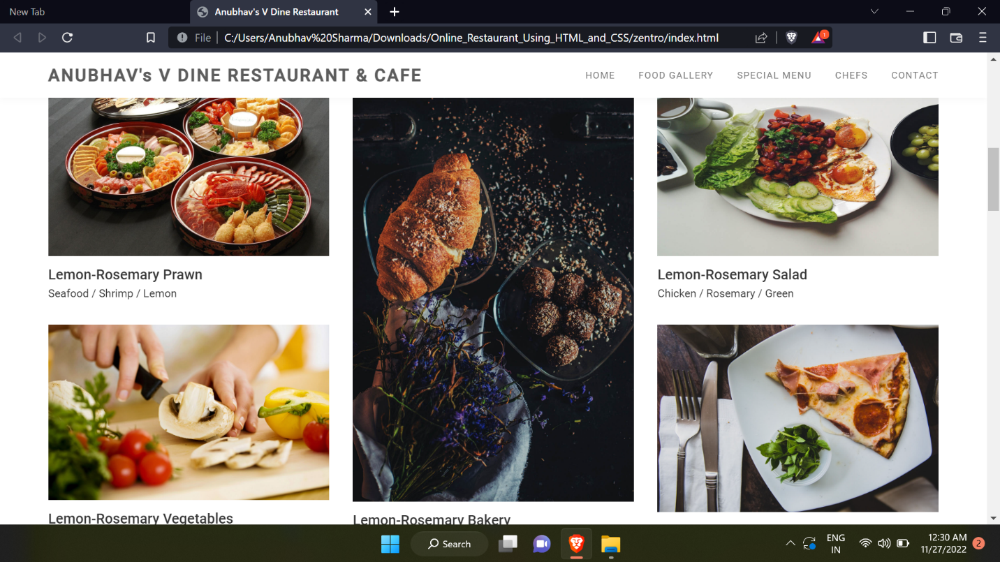 New Tab
Anubhav's V Dine Restaurant
File
C:/Users/Anubhav%20Sharma/Downloads/Online_Restaurant_Using_HTML_and_CSS/zentro/index.html
1
ANUBHAV's V DINE RESTAURANT & CAFE
HOME FOOD GALLERY SPECIAL MENU CHEFS CONTACT
Lemon-Rosemary Prawn
Seafood / Shrimp / Lemon
Lemon-Rosemary Salad
Chicken / Rosemary / Green
Lemon-Rosemary Vegetables
Lemon-Rosemary Bakery
Search
ENG
IN
12:30 AM
11/27/2022
2